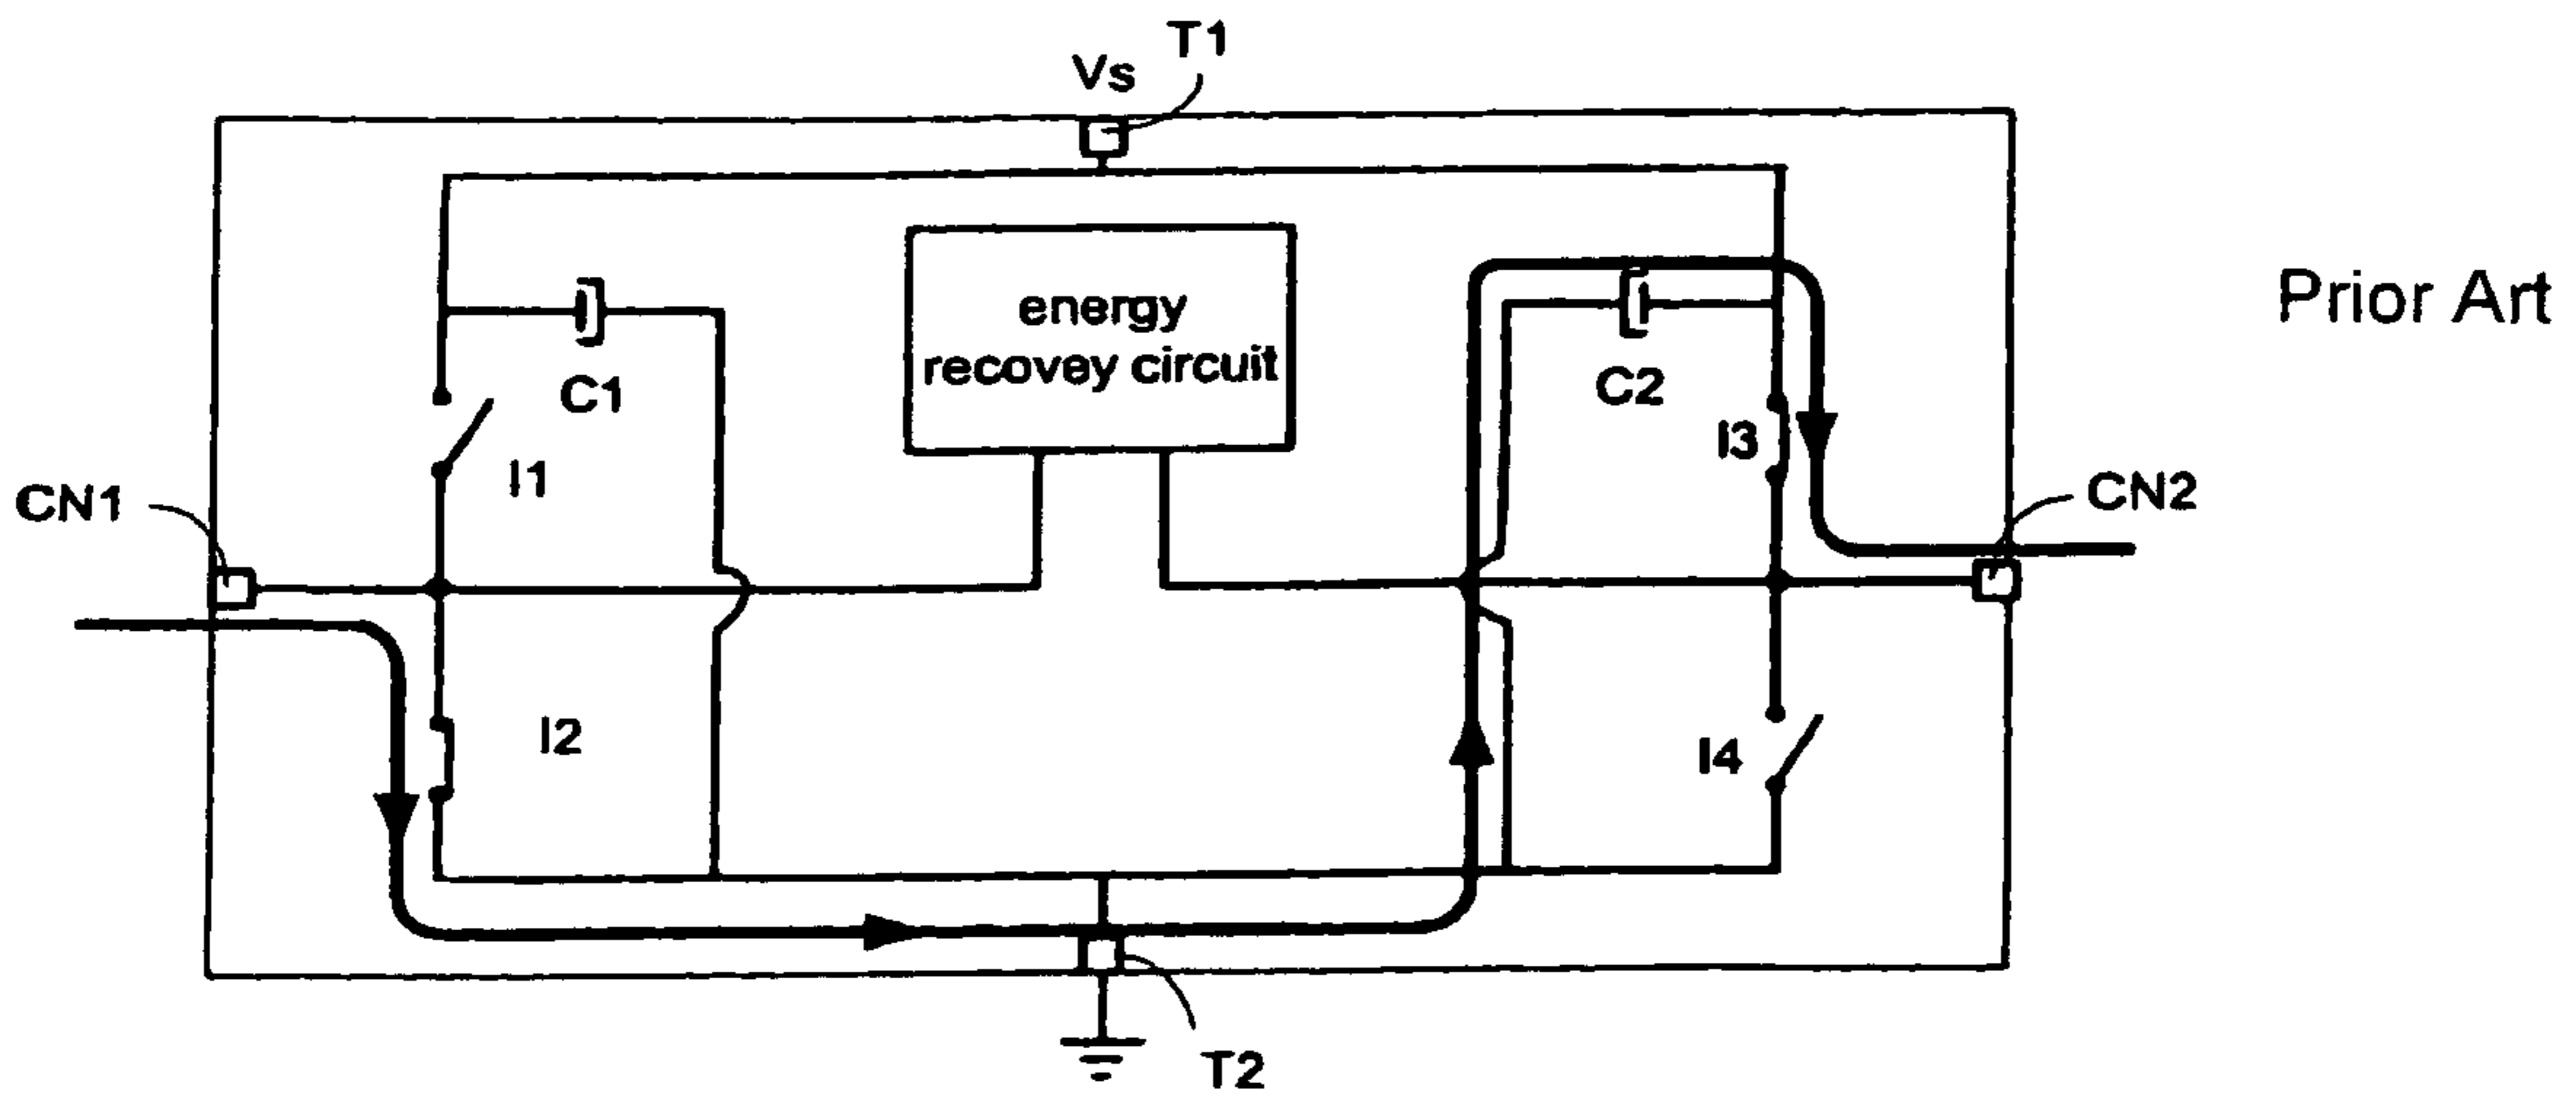 T1
Vs
Prior Art
energy
recovey circuit
C1
C2
I3
I1
CN1
CN2
I2
I4
T2